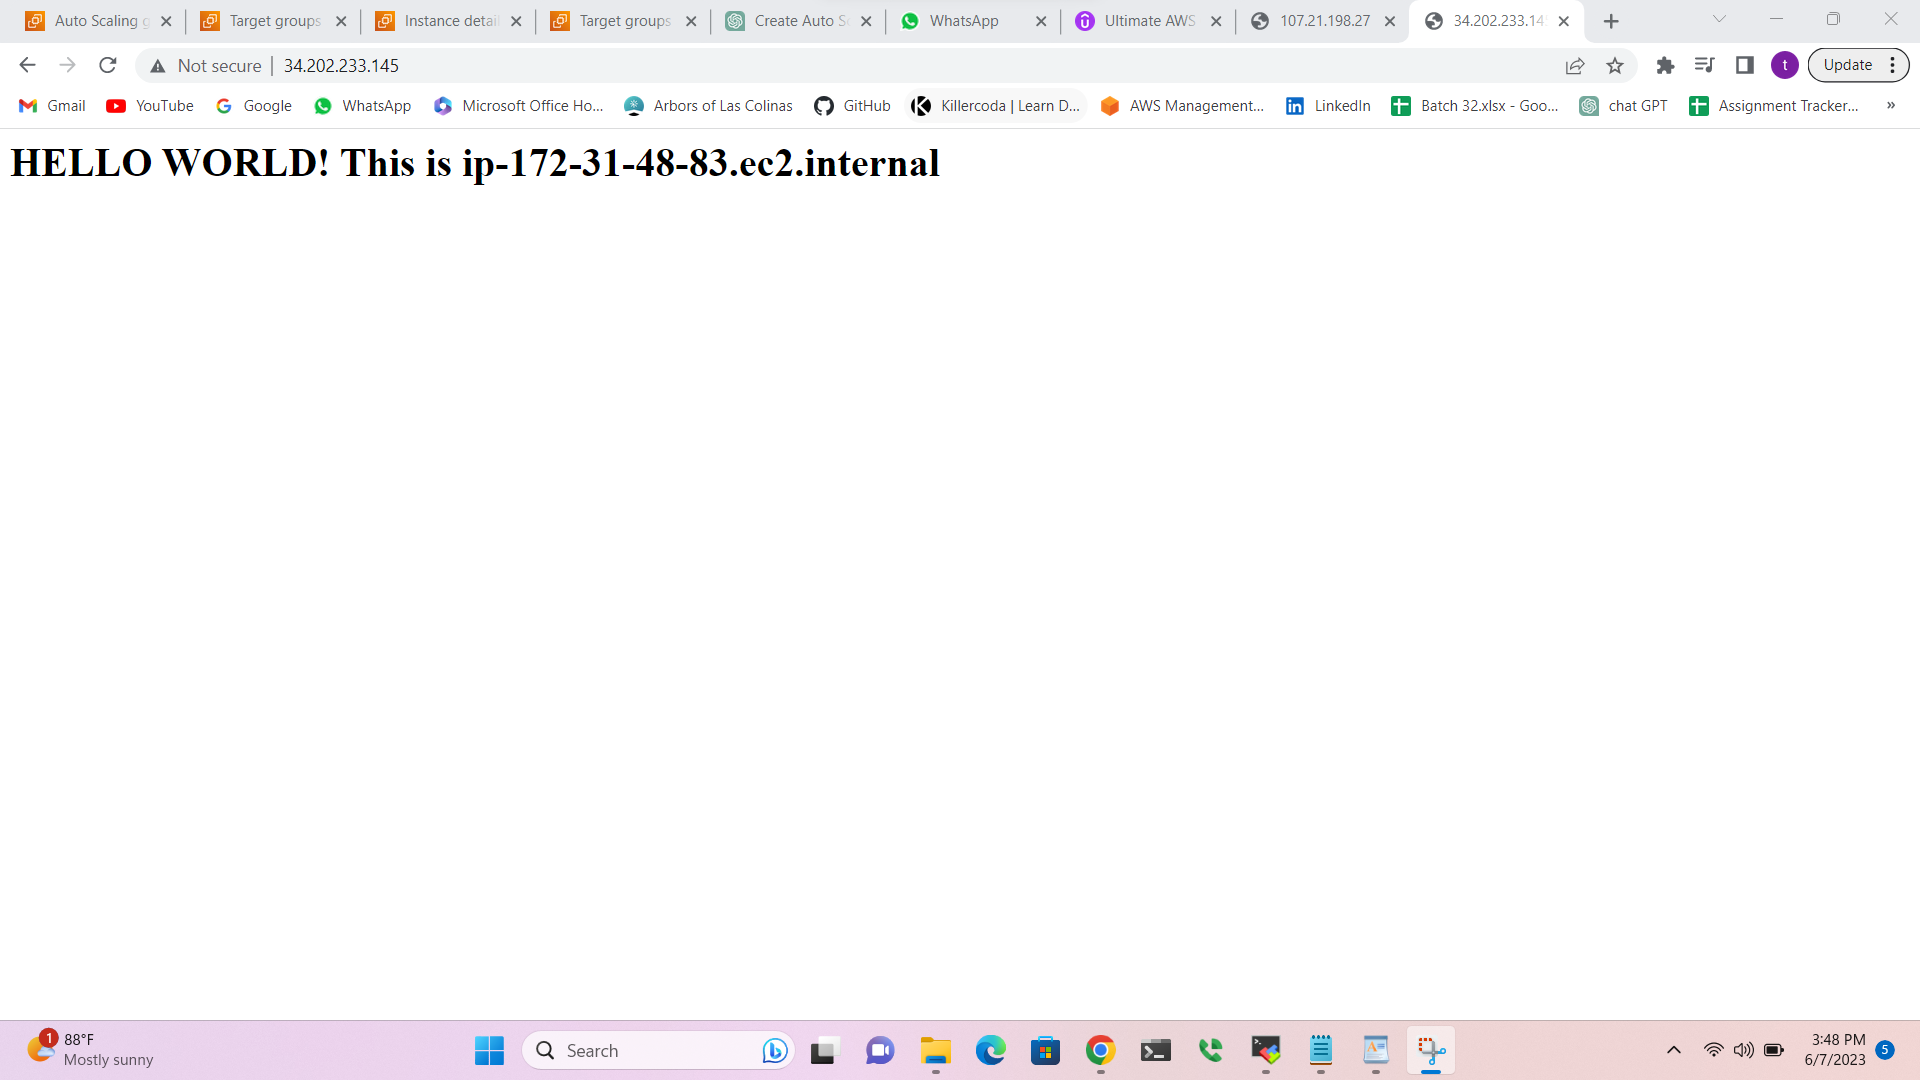 Auto Scaling g
Target groups
Instance detail
Target groups
Create Auto Sc
WhatsApp
Ultimate AWS
107.21.198.27
34.202.233.14
Not secure
34.202.233.145
t
Update
Gmail
YouTube
Google
WhatsApp
Microsoft Office Ho...
Arbors of Las Colinas
GitHub
Killercoda | Learn D...
AWS Management...
LinkedIn
Batch 32.xlsx - Goo...
chat GPT
Assignment Tracker...
»
HELLO WORLD! This is ip-172-31-48-83.ec2.internal
1
88°F
Mostly sunny
Search
3:48 PM
6/7/2023
5